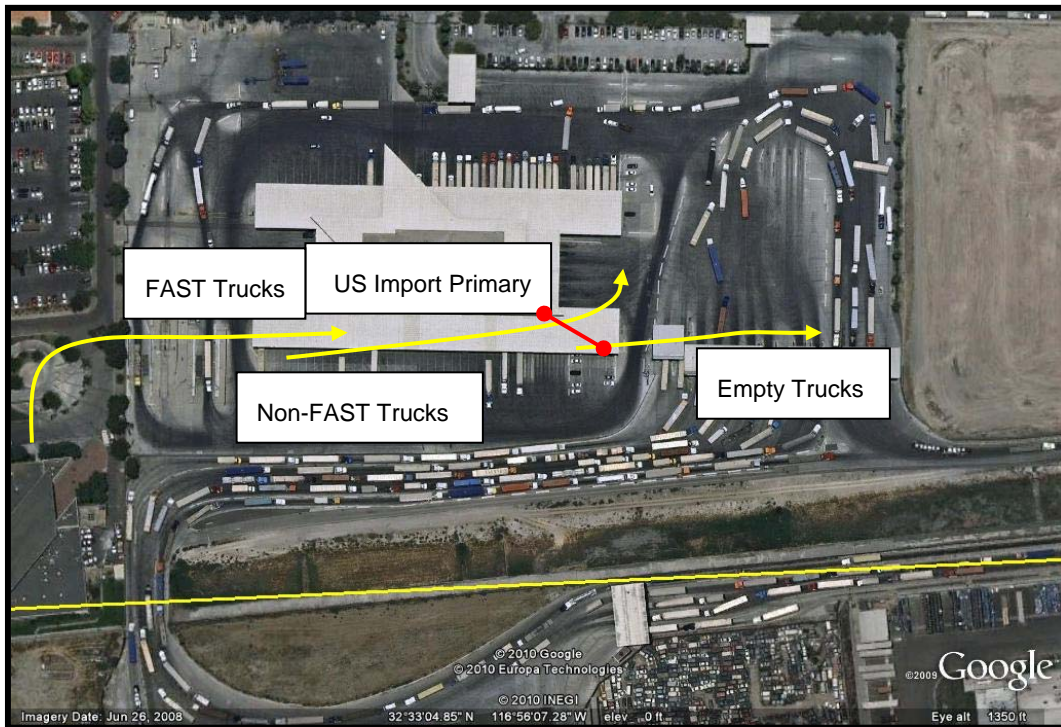 FAST Trucks
US Import Primary
Non-FAST Trucks
Empty Trucks
© 2010 Google
© 2010 Europa Technologies
© 2010 INEGI
©2009 Google
Imagery Date: Jun 26, 2008 32°33'04.85" N 116°56'07.28" W elev 0 ft Eye alt 1350 ft